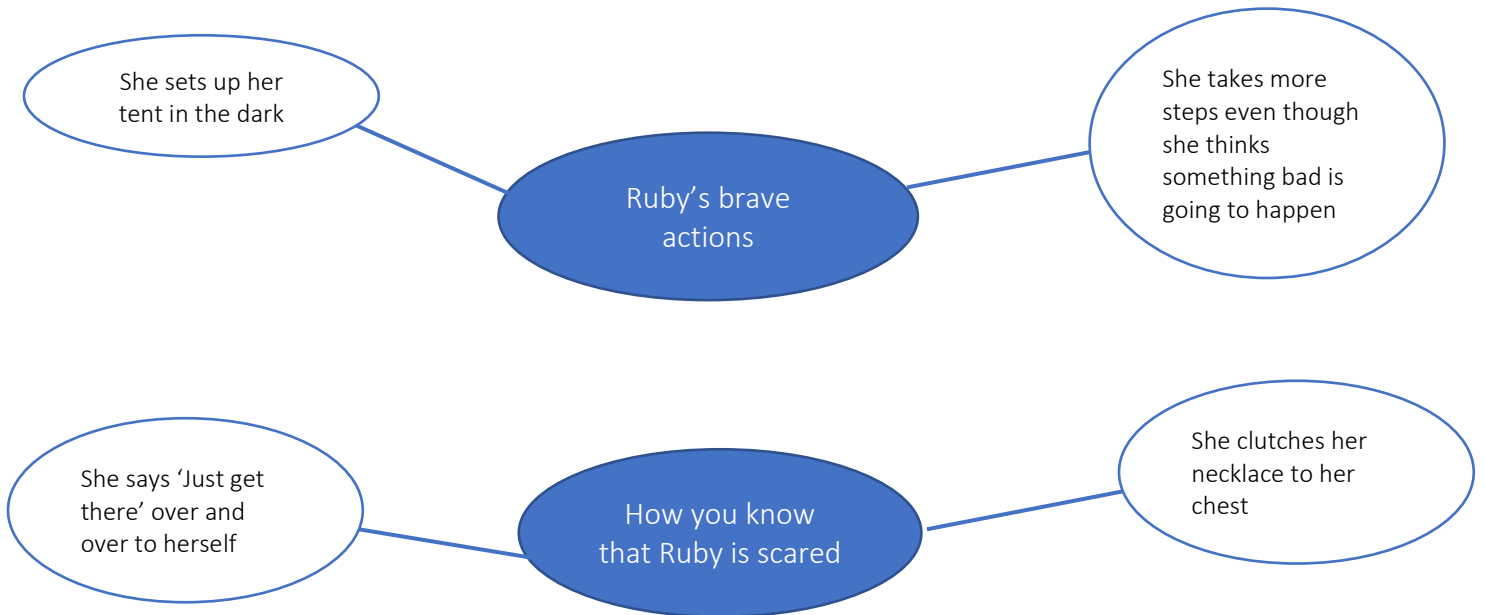 She sets up her
tent in the dark
Ruby’s brave
actions
She takes more
steps even though
she thinks
something bad is
going to happen
She says ‘Just get
there’ over and
over to herself
How you know
that Ruby is scared
She clutches her
necklace to her
chest